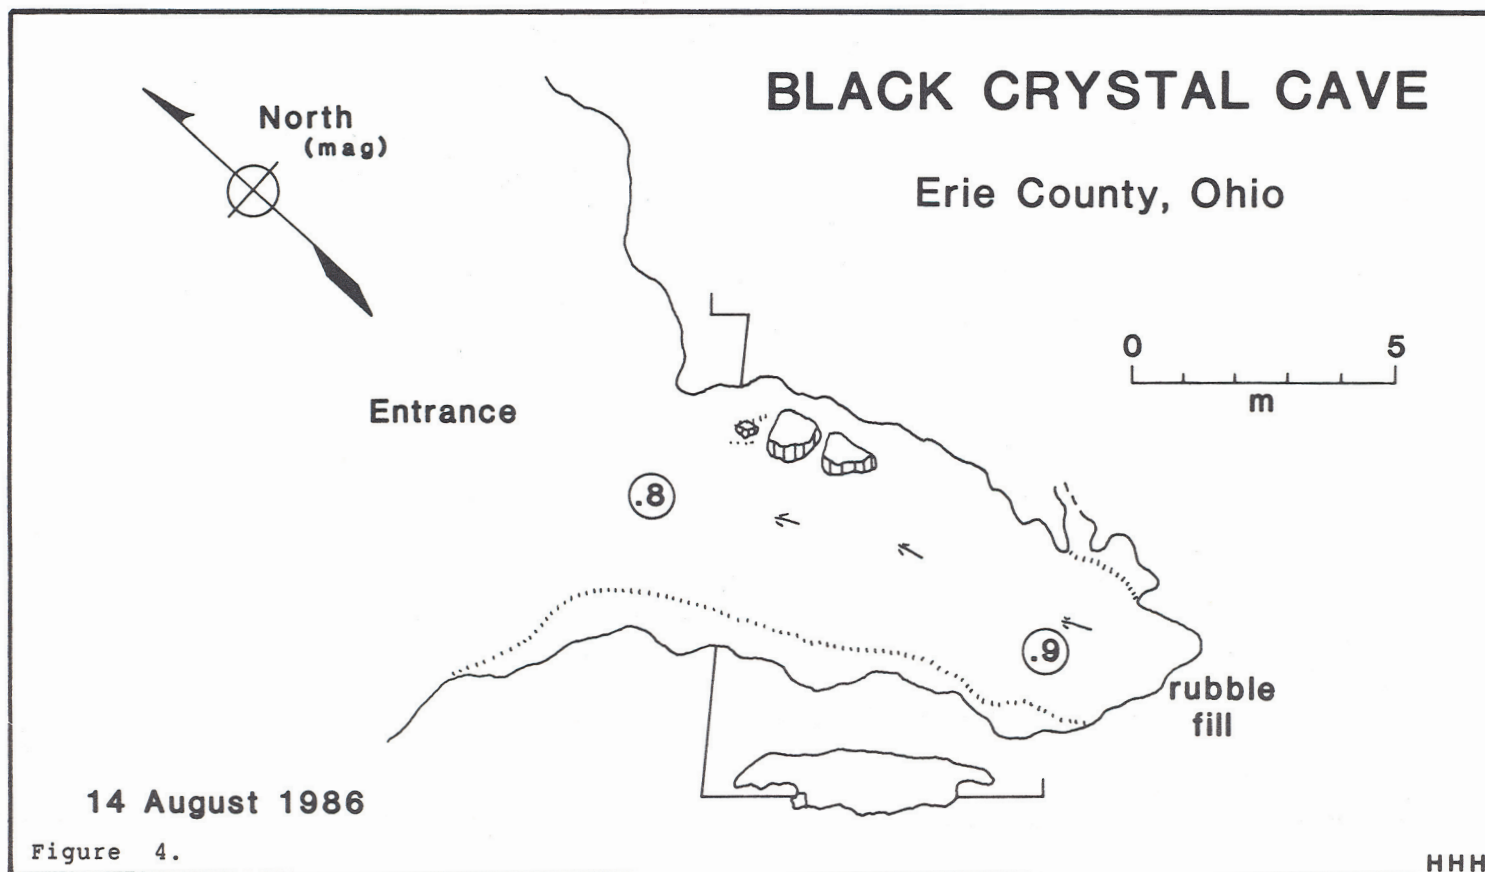 BLACK CRYSTAL CAVE
Erie County, Ohio
North
(mag)
0 5
m
Entrance
.8
.9
rubble
fill
14 August 1986
Figure 4.
HHH